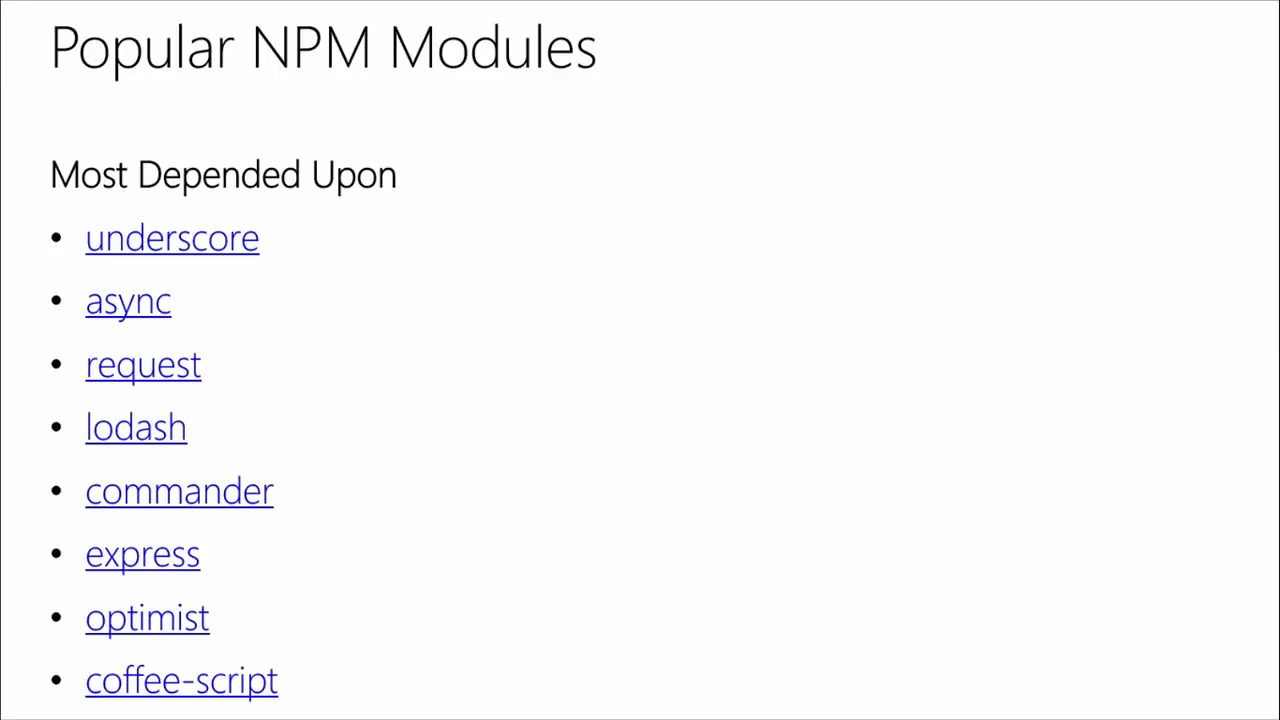 Popular NPM Modules
Most Depended Upon
• underscore
• async
• request
• lodash
• commander
• express
• optimist
• coffee-script